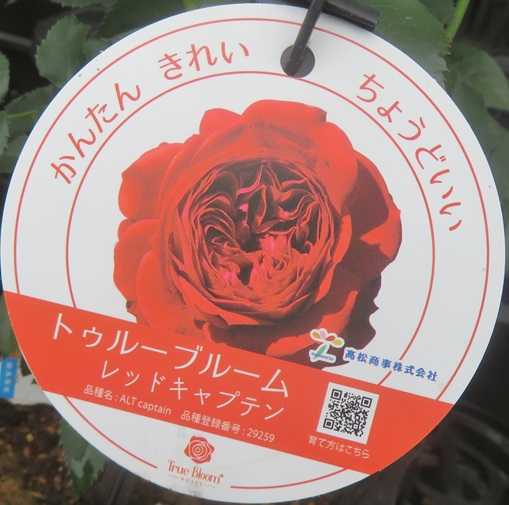 かんたん きれい ちょうどいい
高松商事株式会社
トゥルーブルーム
レッドキャプテン
品種名：ALT captain 品種登録番号：29259
育て方はこちら
True Bloom
ROSES